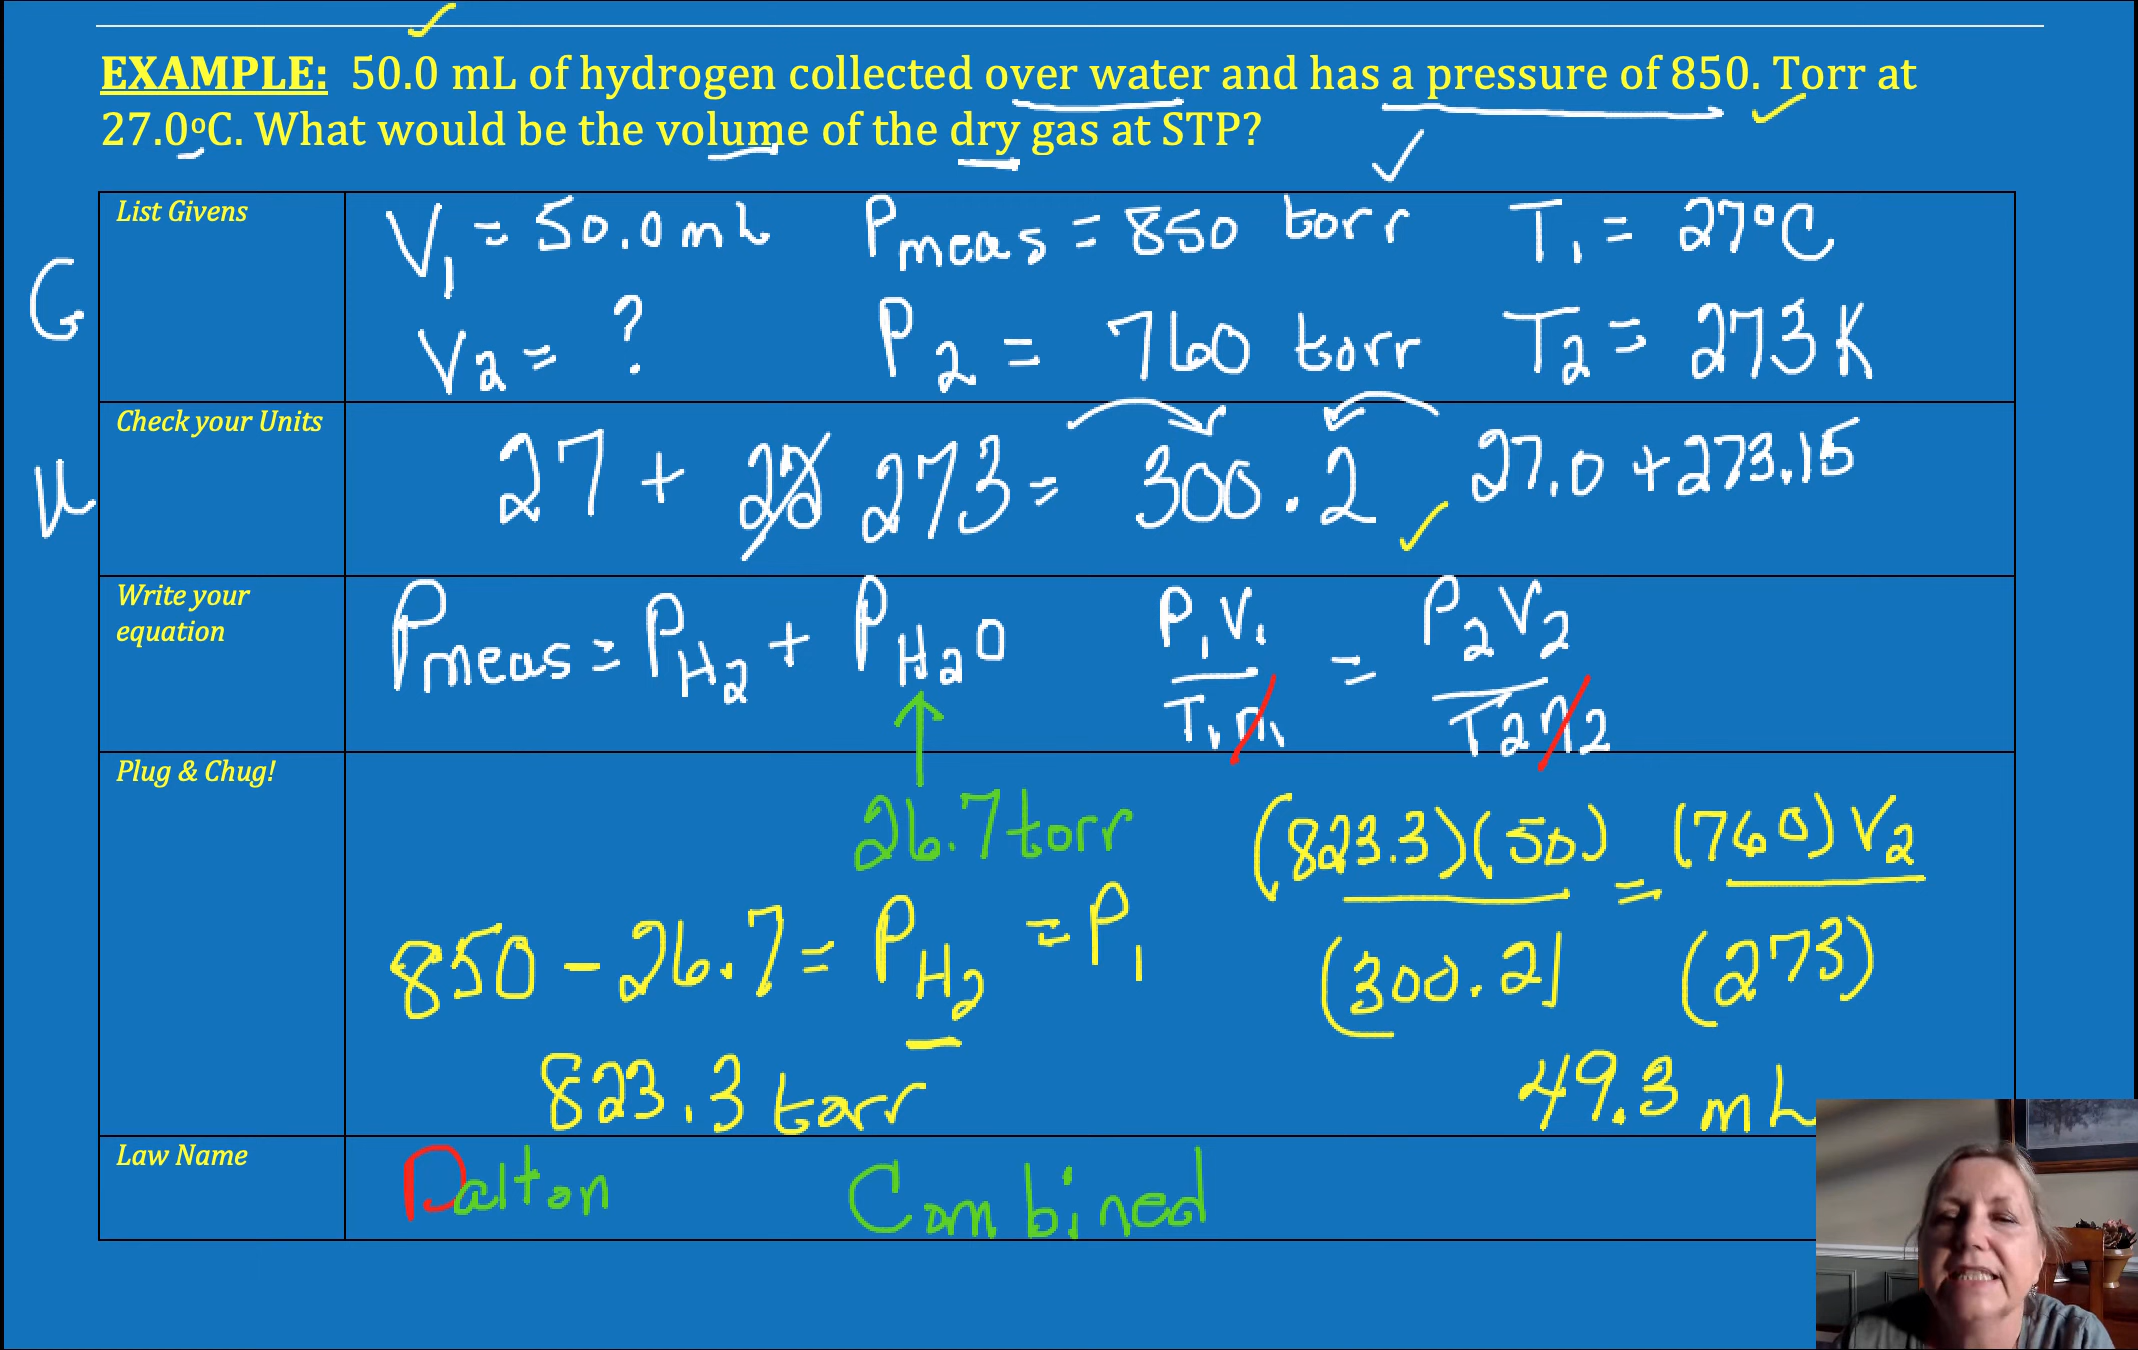 EXAMPLE: 50.0 mL of hydrogen collected over water and has a pressure of 850. Torr at
27.0°C. What would be the volume of the dry gas at STP?
G
List Givens
V₁ = 50.0 mL P meas = 850 torr T₁ = 27°C
V₂ = ? P₂ = 760 torr T₂ = 273 K
U
Check your Units
27 + 273 = 300.2 27.0 + 273.15
Write your
equation
Pmeas = PH₂ + PH₂O P₁V₁ = P₂V₂
T₁n₁ T₂n₂
Plug & Chug!
26.7 torr (823.3)(50) = (760) V₂
850 - 26.7 = PH₂ = P₁ (300.2) (273)
823.3 torr 49.3 mL
Law Name
Dalton Combined